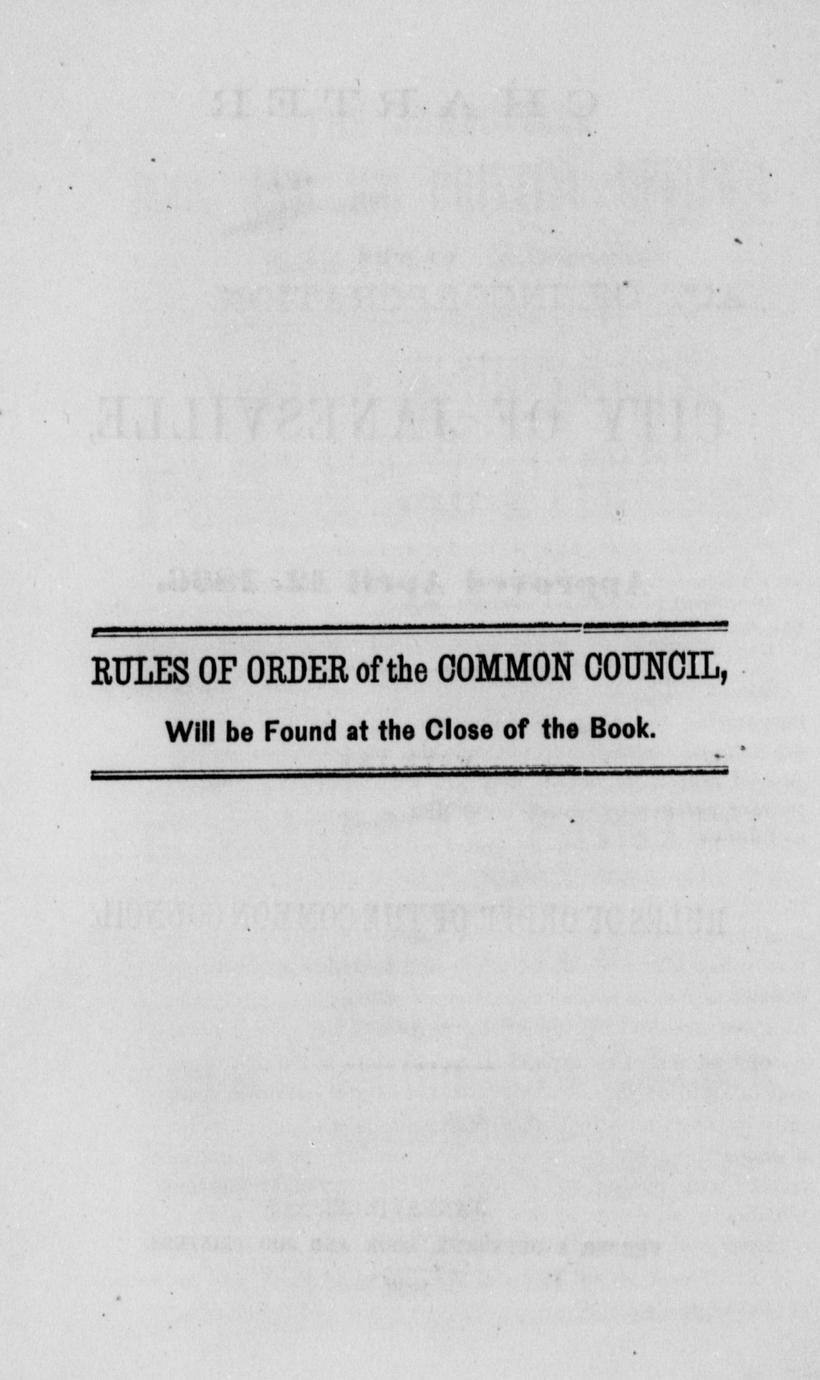 RULES OF ORDER of the COMMON COUNCIL,
Will be Found at the Close of the Book.